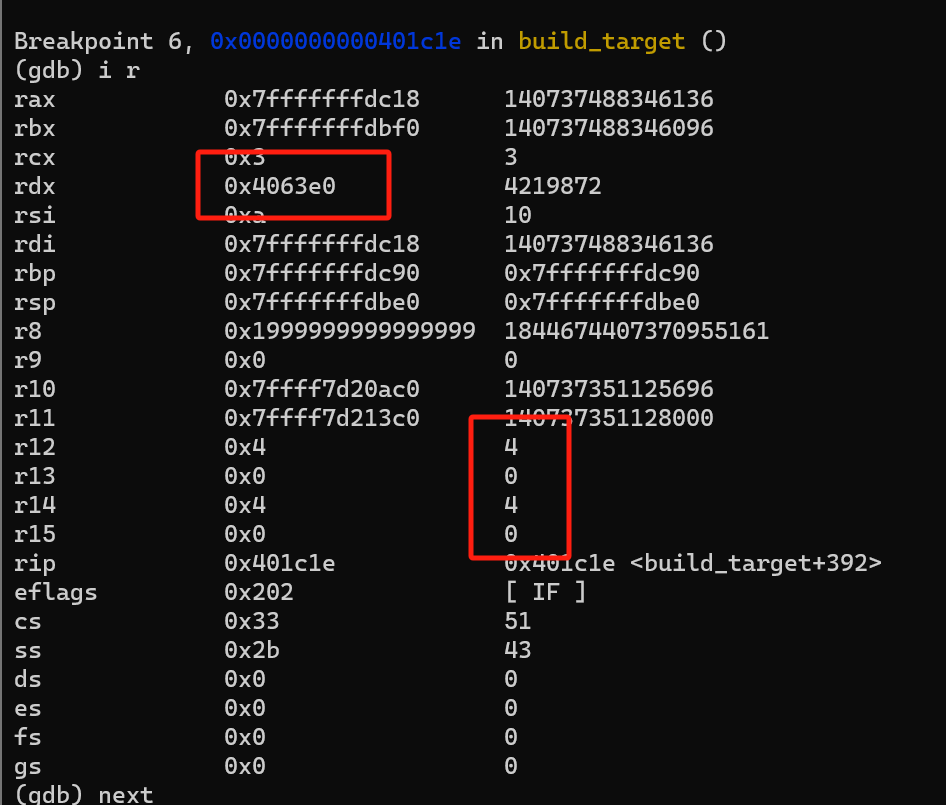 Breakpoint 6, 0x0000000000401c1e in build_target ()
(gdb) i r
rax 0x7fffffffdc18 140737488346136
rbx 0x7fffffffdbf0 140737488346096
rcx 0x3 3
rdx 0x4063e0 4219872
rsi 0xa 10
rdi 0x7fffffffdc18 140737488346136
rbp 0x7fffffffdc90 0x7fffffffdc90
rsp 0x7fffffffdbe0 0x7fffffffdbe0
r8 0x1999999999999999 1844674407370955161
r9 0x0 0
r10 0x7ffff7d20ac0 140737351125696
r11 0x7ffff7d213c0 140737351128000
r12 0x4 4
r13 0x0 0
r14 0x4 4
r15 0x0 0
rip 0x401c1e 0x401c1e <build_target+392>
eflags 0x202 [ IF ]
cs 0x33 51
ss 0x2b 43
ds 0x0 0
es 0x0 0
fs 0x0 0
gs 0x0 0
(gdb) next